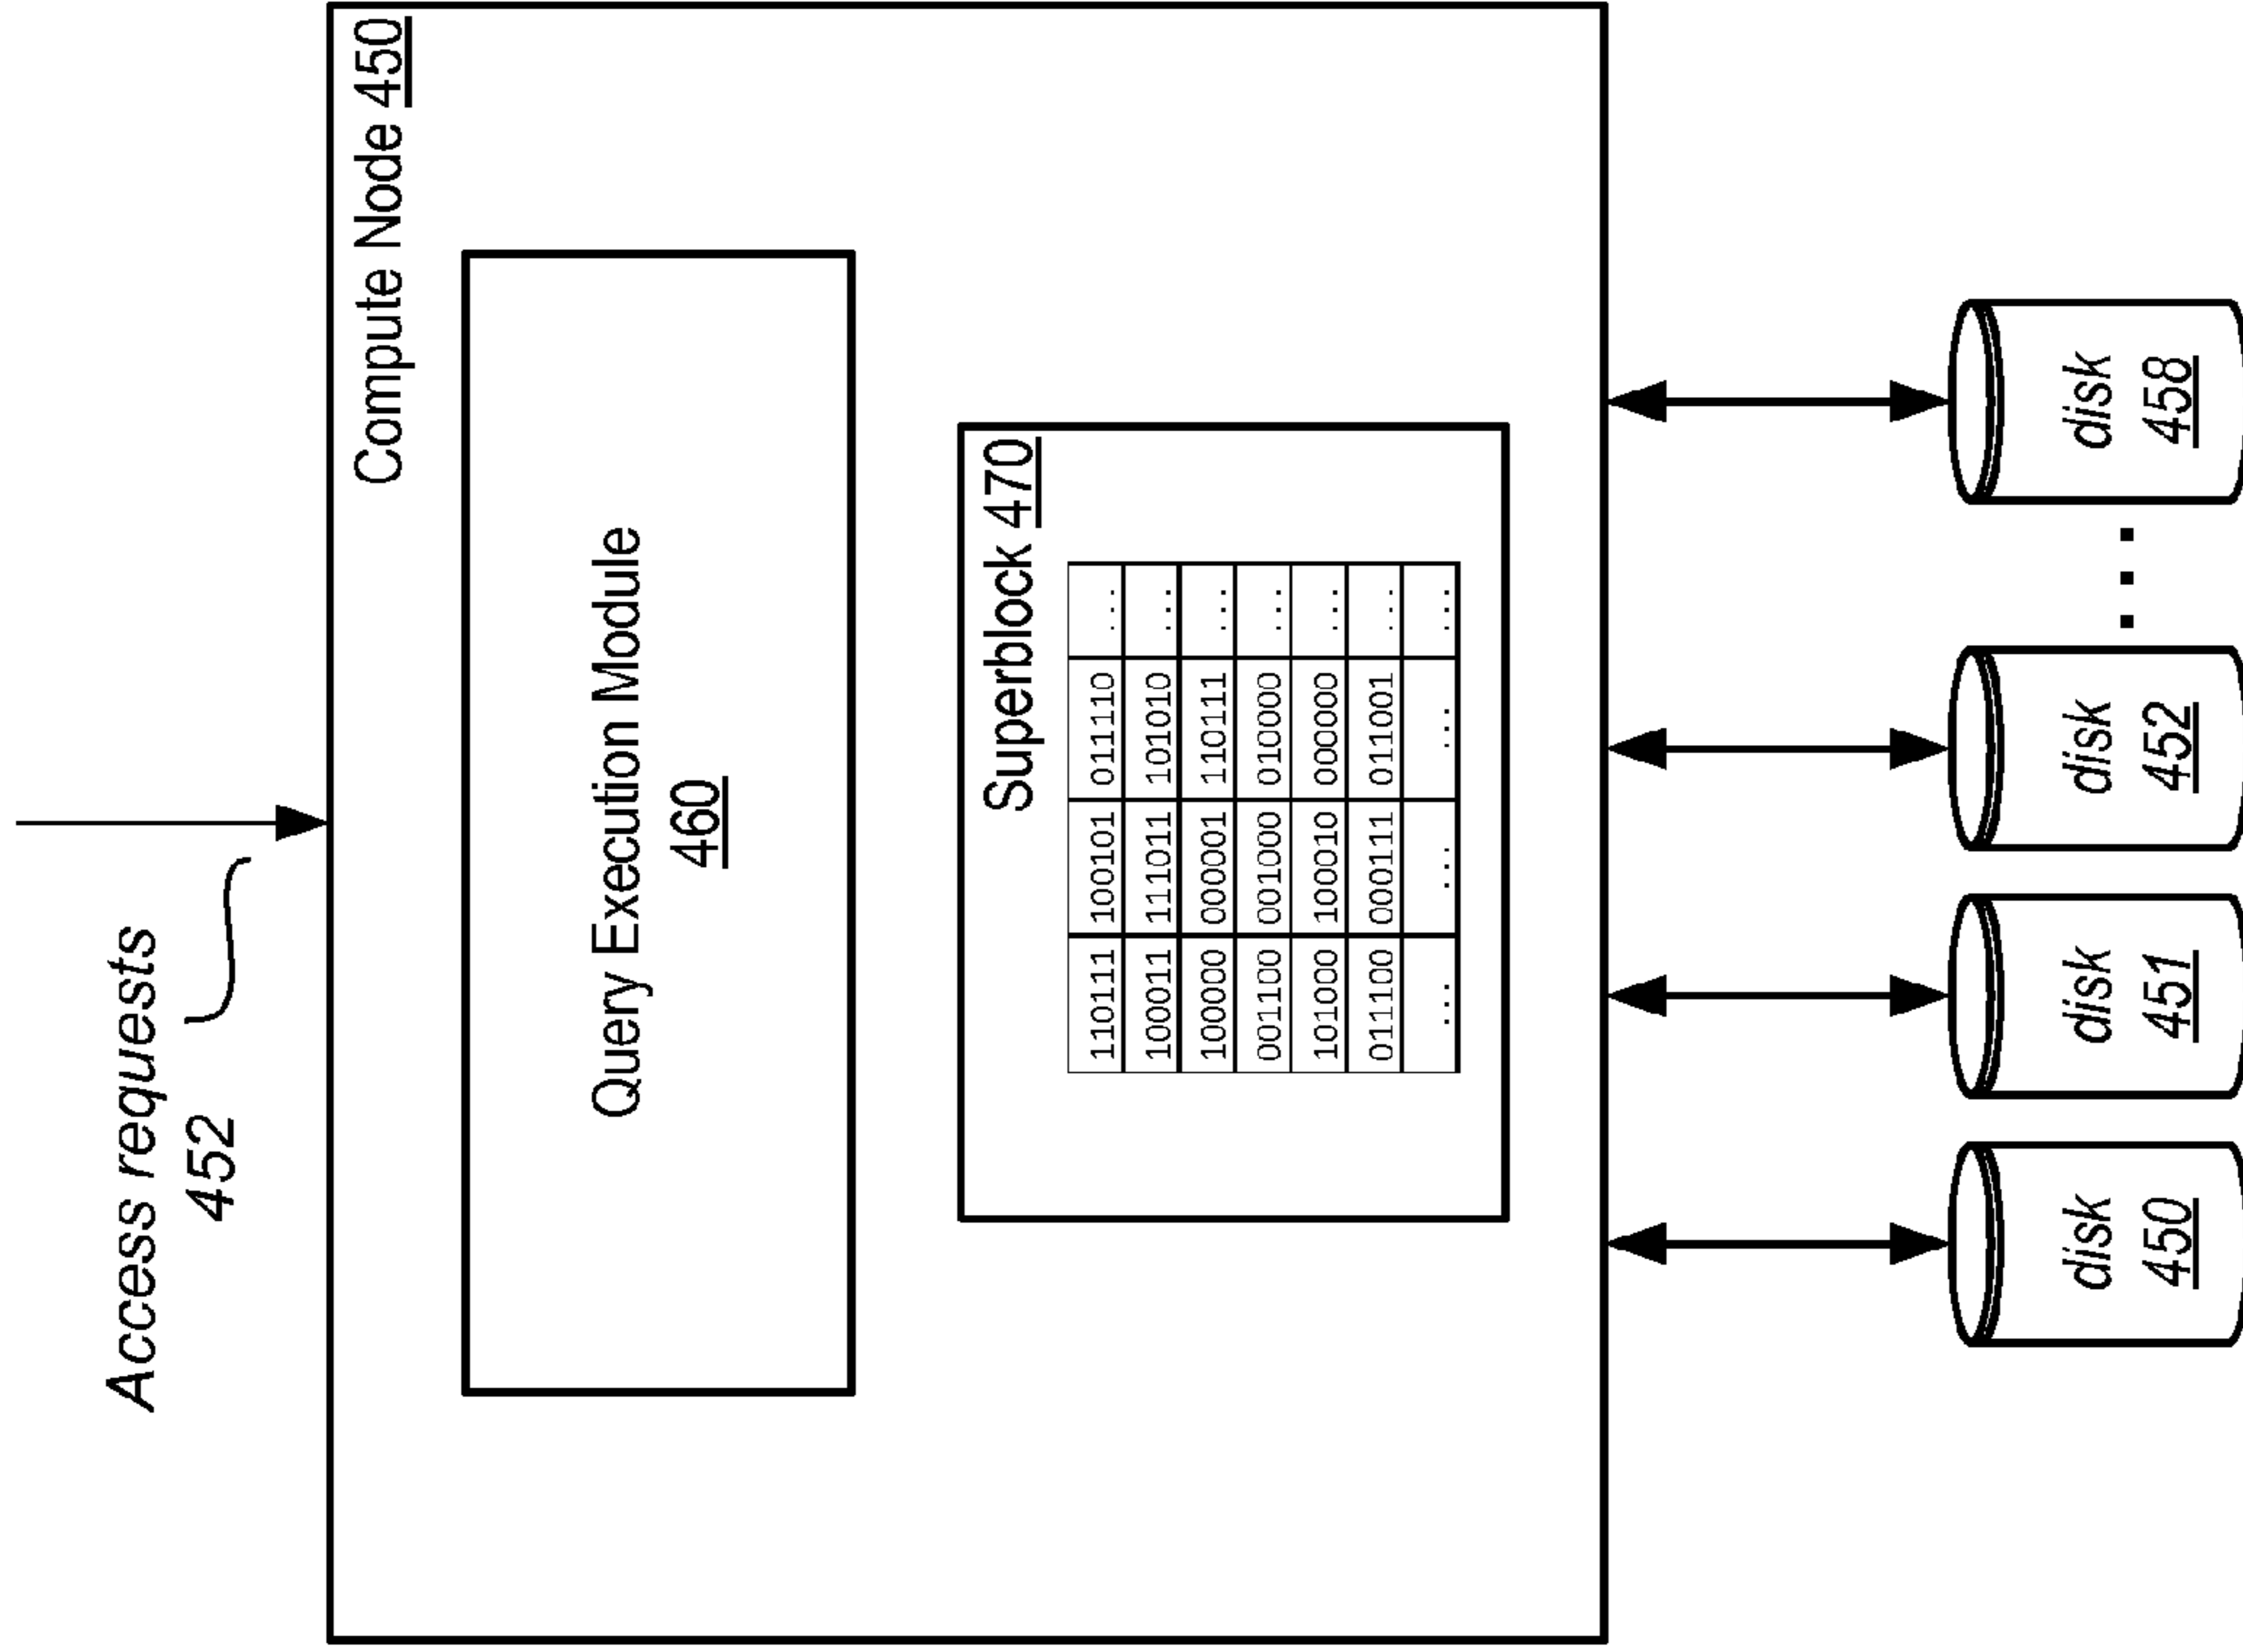 Access requests
452
Compute Node 450
Query Execution Module
460
Superblock 470
110111 100101 011110 ...
100011 111011 101010 ...
100000 000001 110111 ...
001100 001000 010000 ...
101000 100010 000000 ...
011100 000111 011001 ...
... ... ... ...
disk
450
disk
451
disk
452
...
disk
458